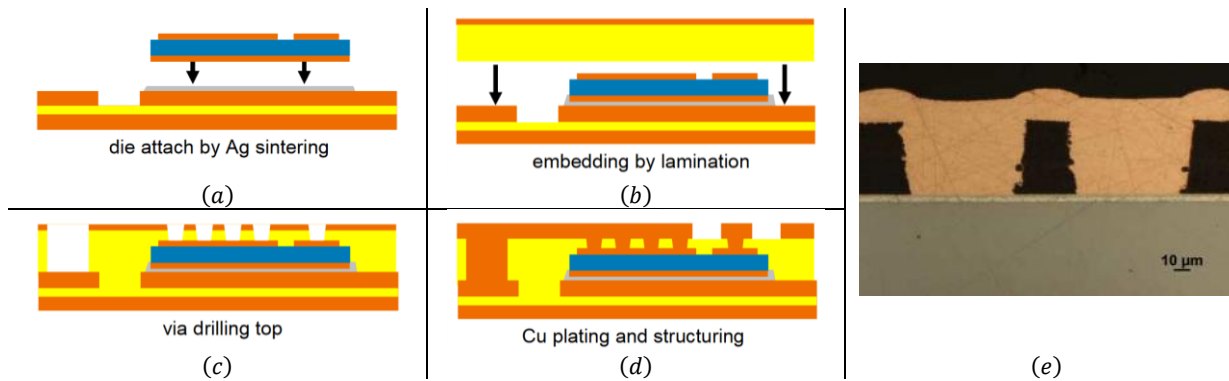 die attach by Ag sintering
(a)
embedding by lamination
(b)
via drilling top
(c)
Cu plating and structuring
(d)
10 µm
(e)